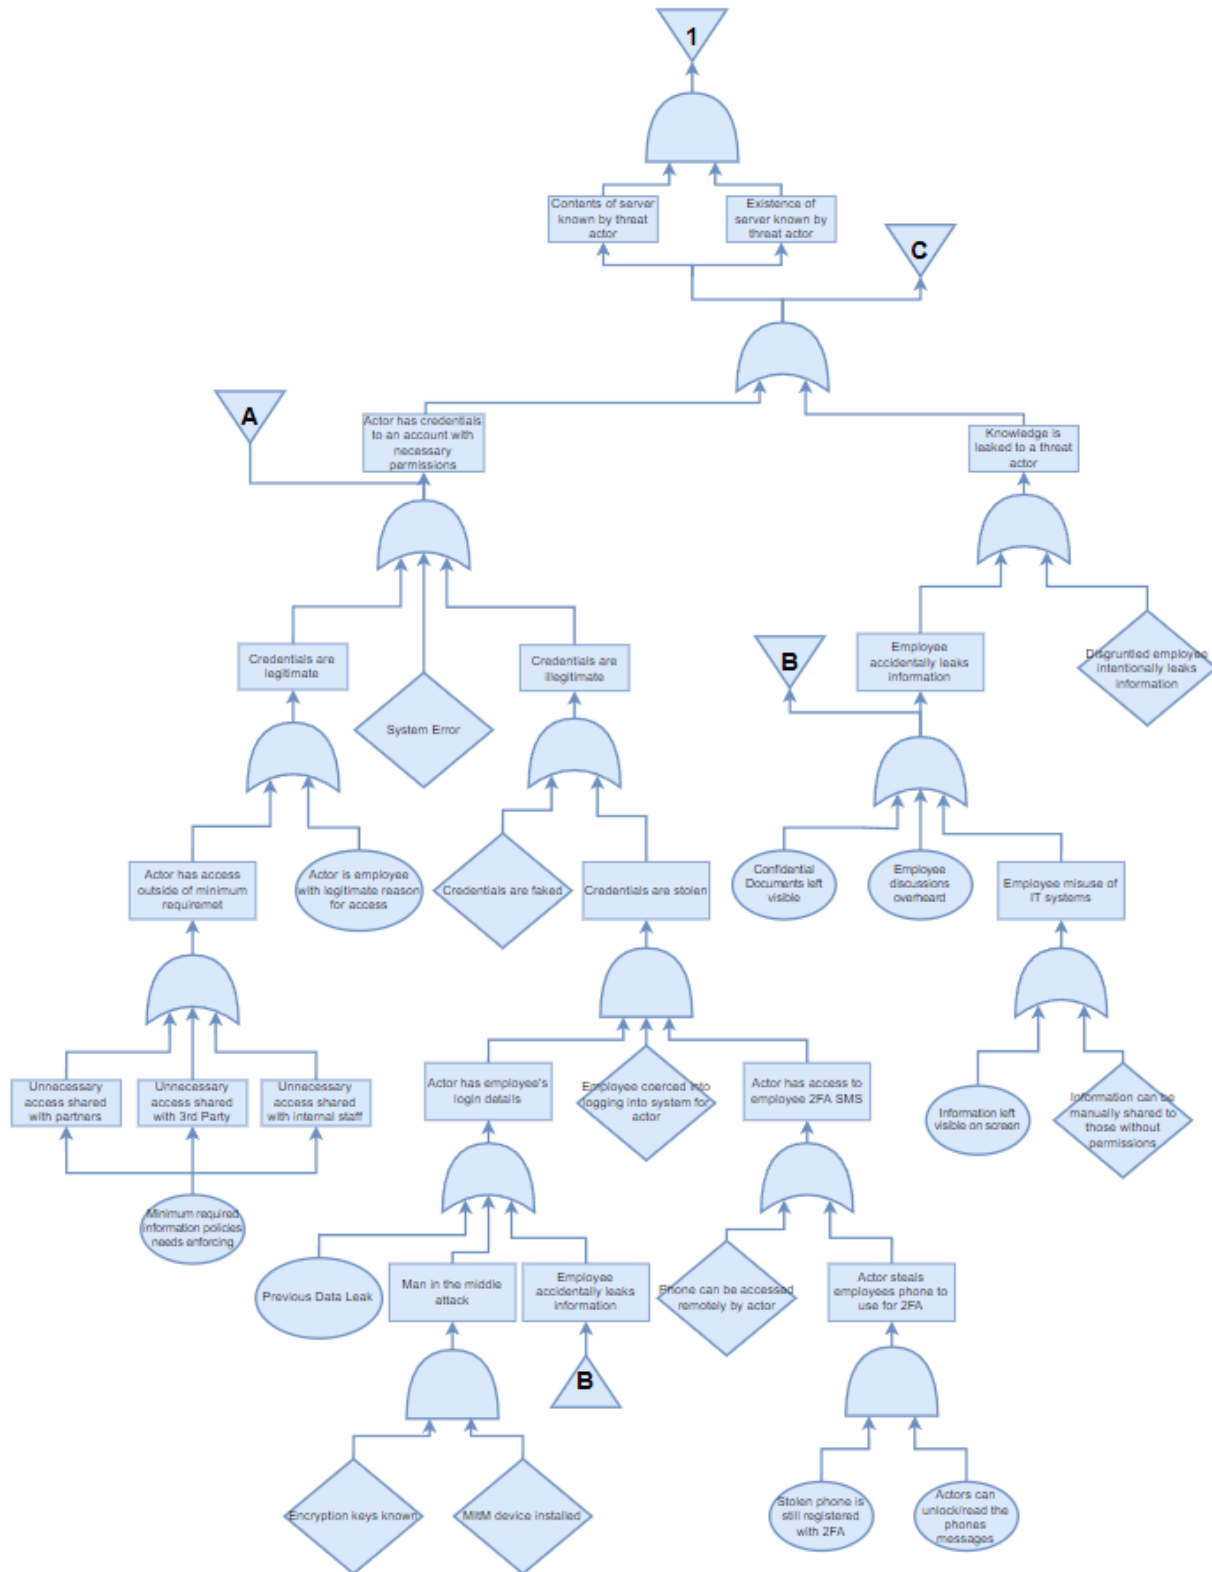 1
Contents of server
known by threat
actor
Existence of
server known by
threat actor
C
A
Actor has credentials
to an account with
necessary
permissions
Knowledge is
leaked to a threat
actor
Credentials are
legitimate
System Error
Credentials are
illegitimate
B
Employee
accidentally leaks
information
Disgruntled employee
intentionally leaks
information
Actor has access
outside of minimum
requiremet
Actor is employee
with legitimate reason
for access
Credentials are faked
Credentials are stolen
Confidential
Documents left
visible
Employee
discussions
overheard
Employee misuse of
IT systems
Unnecessary
access shared
with partners
Unnecessary
access shared
with 3rd Party
Unnecessary
access shared
with internal staff
Actor has employee's
login details
Employee coerced into
logging into system for
actor
Actor has access to
employee 2FA SMS
Information left
visible on screen
Information can be
manually shared to
those without
permissions
Minimum required
information policies
needs enforcing
Previous Data Leak
Man in the middle
attack
Employee
accidentally leaks
information
Phone can be accessed
remotely by actor
Actor steals
employees phone to
use for 2FA
B
Encryption keys known
MitM device installed
Stolen phone is
still registered
with 2FA
Actors can
unlock/read the
phones
messages